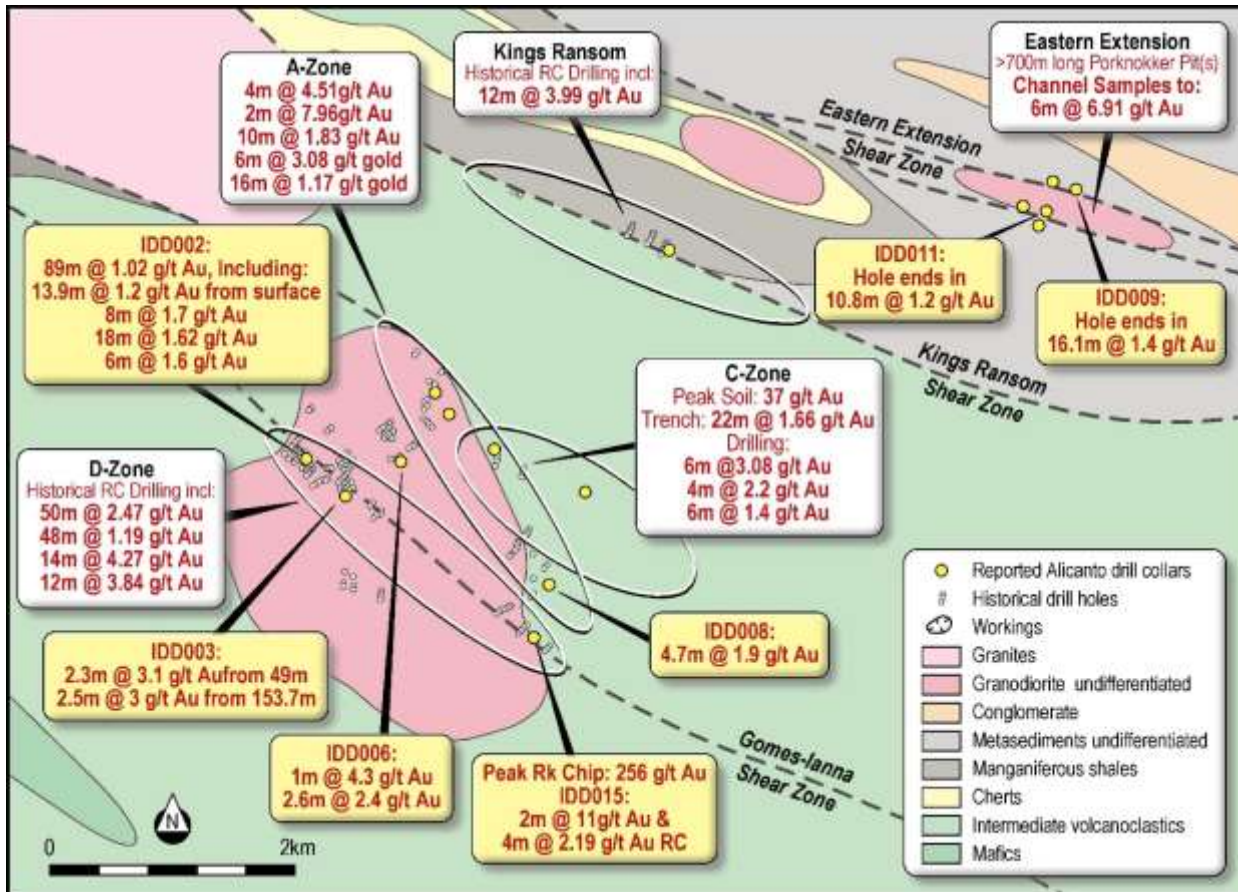 A-Zone
4m @ 4.51g/t Au
2m @ 7.96g/t Au
10m @ 1.83 g/t Au
6m @ 3.08 g/t gold
16m @ 1.17 g/t gold
Kings Ransom
Historical RC Drilling incl:
12m @ 3.99 g/t Au
Eastern Extension
>700m long Porknokker Pit(s)
Channel Samples to:
6m @ 6.91 g/t Au
Eastern Extension
Shear Zone
IDD002:
89m @ 1.02 g/t Au, Including:
13.9m @ 1.2 g/t Au from surface
8m @ 1.7 g/t Au
18m @ 1.62 g/t Au
6m @ 1.6 g/t Au
IDD011:
Hole ends in
10.8m @ 1.2 g/t Au
IDD009:
Hole ends in
16.1m @ 1.4 g/t Au
Kings Ransom
Shear Zone
C-Zone
Peak Soil: 37 g/t Au
Trench: 22m @ 1.66 g/t Au
Drilling:
6m @3.08 g/t Au
4m @ 2.2 g/t Au
6m @ 1.4 g/t Au
D-Zone
Historical RC Drilling incl:
50m @ 2.47 g/t Au
48m @ 1.19 g/t Au
14m @ 4.27 g/t Au
12m @ 3.84 g/t Au
IDD003:
2.3m @ 3.1 g/t Aufrom 49m
2.5m @ 3 g/t Au from 153.7m
IDD008:
4.7m @ 1.9 g/t Au
IDD006:
1m @ 4.3 g/t Au
2.6m @ 2.4 g/t Au
Peak Rk Chip: 256 g/t Au
IDD015:
2m @ 11g/t Au &
4m @ 2.19 g/t Au RC
Gomes-Ianna
Shear Zone
Reported Alicanto drill collars
Historical drill holes
Workings
Granites
Granodiorite undifferentiated
Conglomerate
Metasediments undifferentiated
Manganiferous shales
Cherts
Intermediate volcanoclastics
Mafics
N
0 2km